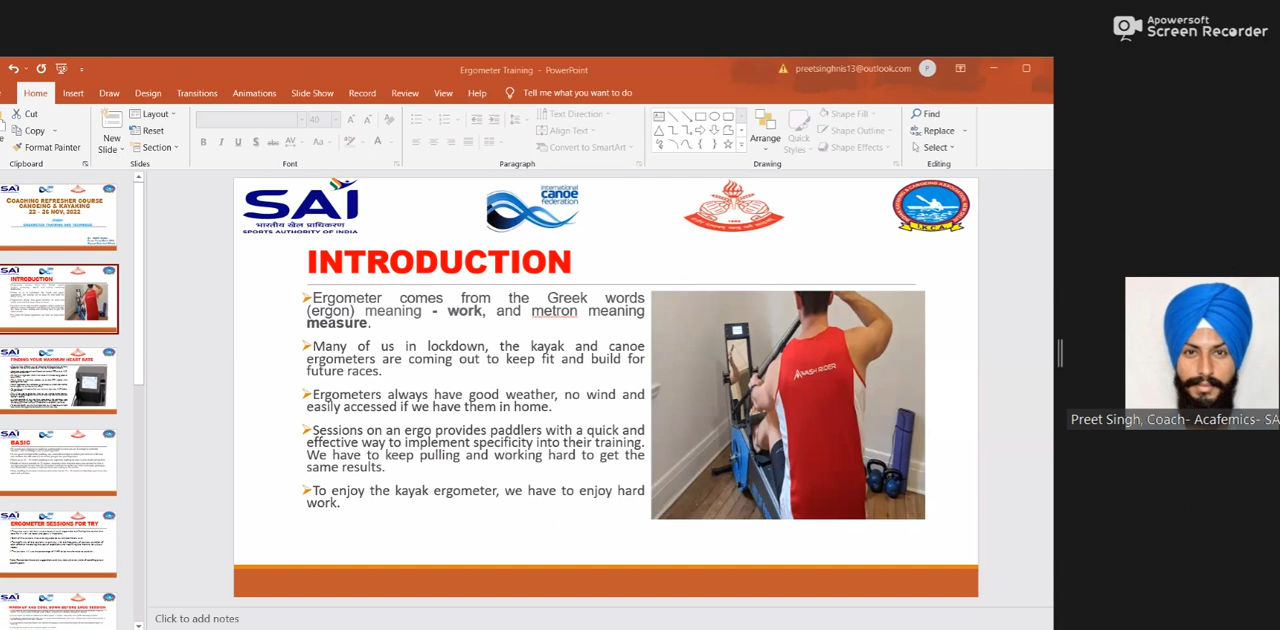 Apowersoft
Screen Recorder
Ergometer Training - PowerPoint
preetsinghnis13@outlook.com
P
Home Insert Draw Design Transitions Animations Slide Show Record Review View Help Tell me what you want to do
Cut
Copy
Format Painter
Clipboard
New
Slide
Layout
Reset
Section
Slides
40
Font
Text Direction
Align Text
Convert to SmartArt
Paragraph
Arrange
Quick
Styles
Shape Fill
Shape Outline
Shape Effects
Drawing
Find
Replace
Select
Editing
COACHING REFRESHER COURSE
CANOEING & KAYAKING
22 - 26 NOV, 2022
INTRODUCTION
FINDING YOUR MAXIMUM HEART RATE
BASIC
ERGOMETER SESSIONS FOR TRY
WARM UP AND COOL DOWN BEFORE ERGO SESSION
SAI
भारतीय खेल प्राधिकरण
SPORTS AUTHORITY OF INDIA
international
canoe
federation
I.K.C.A.
INTRODUCTION
➢Ergometer comes from the Greek words
(ergon) meaning - work, and metron meaning
measure.
➢Many of us in lockdown, the kayak and canoe
ergometers are coming out to keep fit and build for
future races.
➢Ergometers always have good weather, no wind and
easily accessed if we have them in home.
➢Sessions on an ergo provides paddlers with a quick and
effective way to implement specificity into their training.
We have to keep pulling and working hard to get the
same results.
➢To enjoy the kayak ergometer, we have to enjoy hard
work.
WASH RIDER
Click to add notes
Preet Singh, Coach- Acafemics- SA